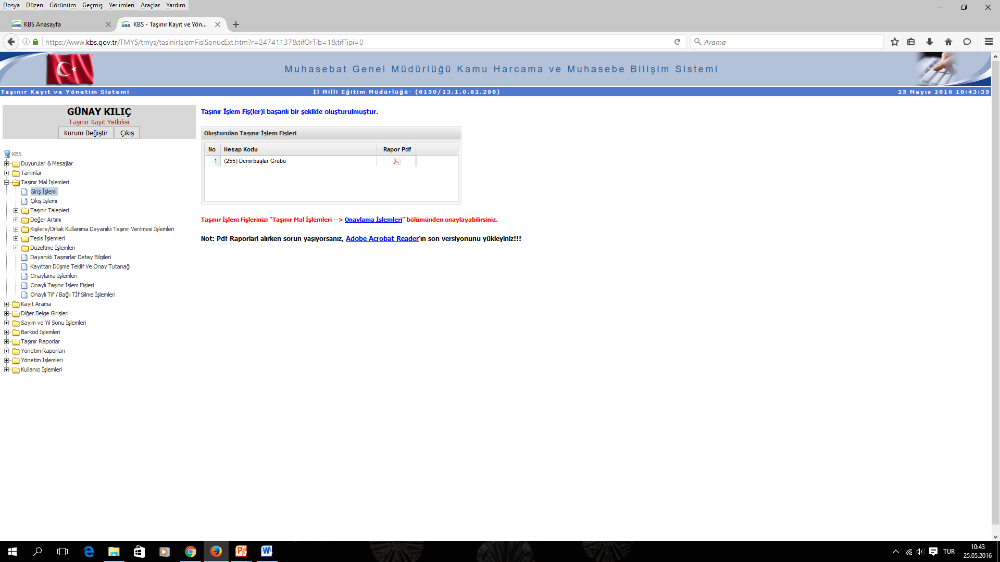 Dosya Düzen Görünüm Geçmiş Yer imleri Araçlar Yardım
KBS Anasayfa
KBS - Taşınır Kayıt ve Yön...
https://www.kbs.gov.tr/TMYS/tmys/tasinirIslemFisiSonucExt.htm?r=24741137&tifOrTib=1&tifTipi=0
Arama
Muhasebat Genel Müdürlüğü Kamu Harcama ve Muhasebe Bilişim Sistemi
Taşınır Kayıt ve Yönetim Sistemi
İl Milli Eğitim Müdürlüğü- (6150/13.1.0.62.290)
25 Mayıs 2016 10:43:35
GÜNAY KILIÇ
Taşınır Kayıt Yetkilisi
Kurum Değiştir Çıkış
KBS
Duyurular & Mesajlar
Tanımlar
Taşınır Mal İşlemleri
Giriş İşlemi
Çıkış İşlemi
Taşınır Talepleri
Değer Artımı
Kişilere/Ortak Kullanıma Dayanıklı Taşınır Verilmesi İşlemleri
Tesis İşlemleri
Düzeltme İşlemleri
Dayanıklı Taşınırlar Detay Bilgileri
Kayıttan Düşme Teklif Ve Onay Tutanağı
Onaylama İşlemleri
Onaylı Taşınır İşlem Fişleri
Onaylı Tif / Bağlı Tİf Silme İşlemleri
Kayıt Arama
Diğer Belge Girişleri
Sayım ve Yıl Sonu İşlemleri
Barkod İşlemleri
Taşınır Raporlar
Yönetim Raporları
Yönetim İşlemleri
Kullanıcı İşlemleri
Taşınır İşlem Fiş(ler)i başarılı bir şekilde oluşturulmuştur.
Oluşturulan Taşınır İşlem Fişleri
No Hesap Kodu Rapor Pdf
1 (255) Demirbaşlar Grubu
Taşınır İşlem Fişlerinizi "Taşınır Mal İşlemleri --> Onaylama İşlemleri" bölümünden onaylayabilirsiniz.
Not: Pdf Raporlari alırken sorun yaşıyorsanız, Adobe Acrobat Reader'ın son versiyonunu yükleyiniz!!!
TUR
10:43
25.05.2016